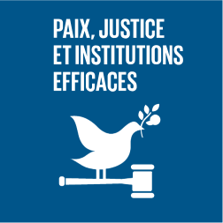 PAIX, JUSTICE
ET INSTITUTIONS
EFFICACES